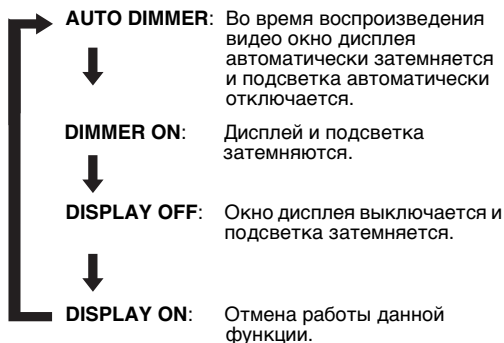 AUTO DIMMER: Во время воспроизведения
видео окно дисплея
автоматически затемняется
и подсветка автоматически
отключается.
DIMMER ON: Дисплей и подсветка
затемняются.
DISPLAY OFF: Окно дисплея выключается и
подсветка затемняется.
DISPLAY ON: Отмена работы данной
функции.